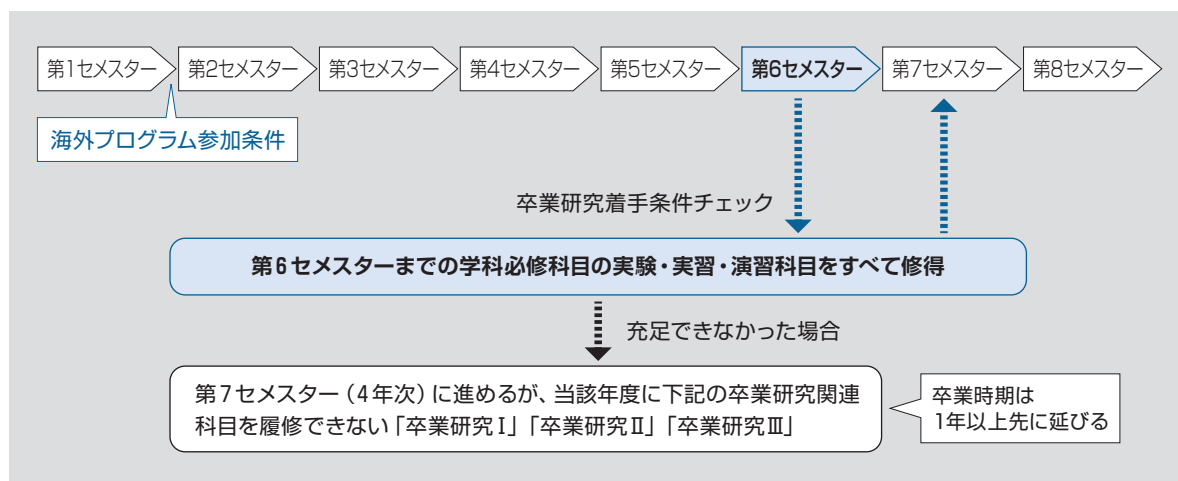 第1セメスター
第2セメスター
第3セメスター
第4セメスター
第5セメスター
第6セメスター
第7セメスター
第8セメスター
海外プログラム参加条件
卒業研究着手条件チェック
第6セメスターまでの学科必修科目の実験・実習・演習科目をすべて修得
充足できなかった場合
第7セメスター(4年次)に進めるが、当該年度に下記の卒業研究関連
科目を履修できない「卒業研究Ⅰ」「卒業研究Ⅱ」「卒業研究Ⅲ」
卒業時期は
1年以上先に延びる